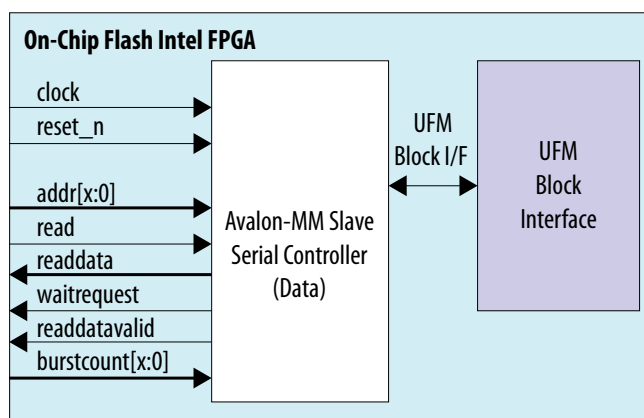 On-Chip Flash Intel FPGA
clock
reset_n
addr[x:0]
read
readdata
waitrequest
readdatavalid
burstcount[x:0]
Avalon-MM Slave
Serial Controller
(Data)
UFM
Block I/F
UFM
Block
Interface